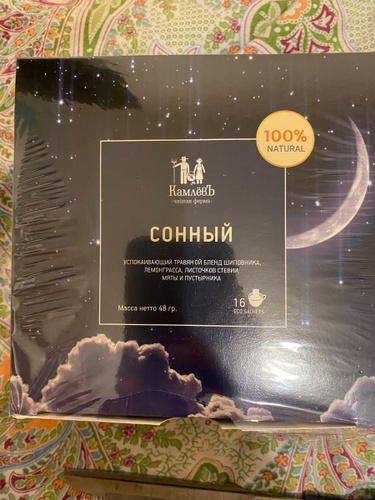 100%
NATURAL
КАМЛЁВЪ
-чайная ферма-
СОННЫЙ
УСПОКАИВАЮЩИЙ ТРАВЯНОЙ БЛЕНД ШИПОВНИКА,
ЛЕМОНГРАССА, ЛИСТОЧКОВ СТЕВИИ,
МЯТЫ И ПУСТЫРНИКА
Масса нетто 48 гр.
16
ECO SACHETS